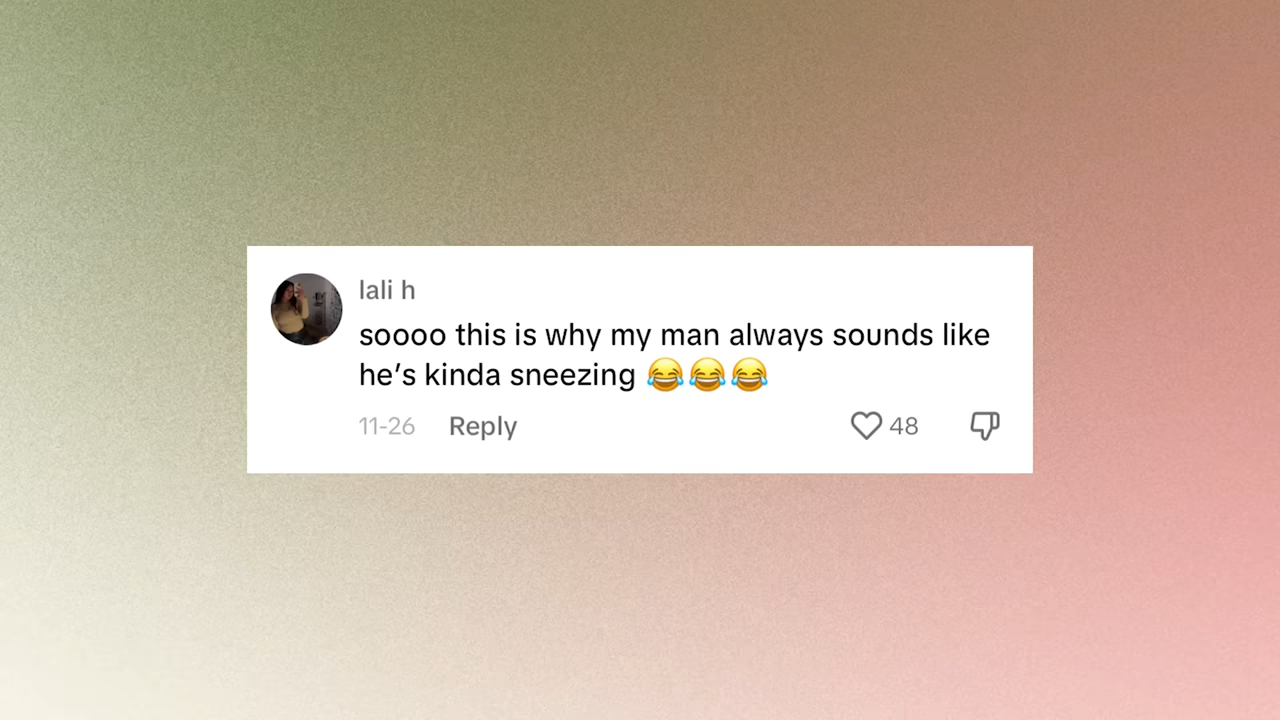 lali h
soooo this is why my man always sounds like
he’s kinda sneezing 😂😂😂
11-26 Reply 48